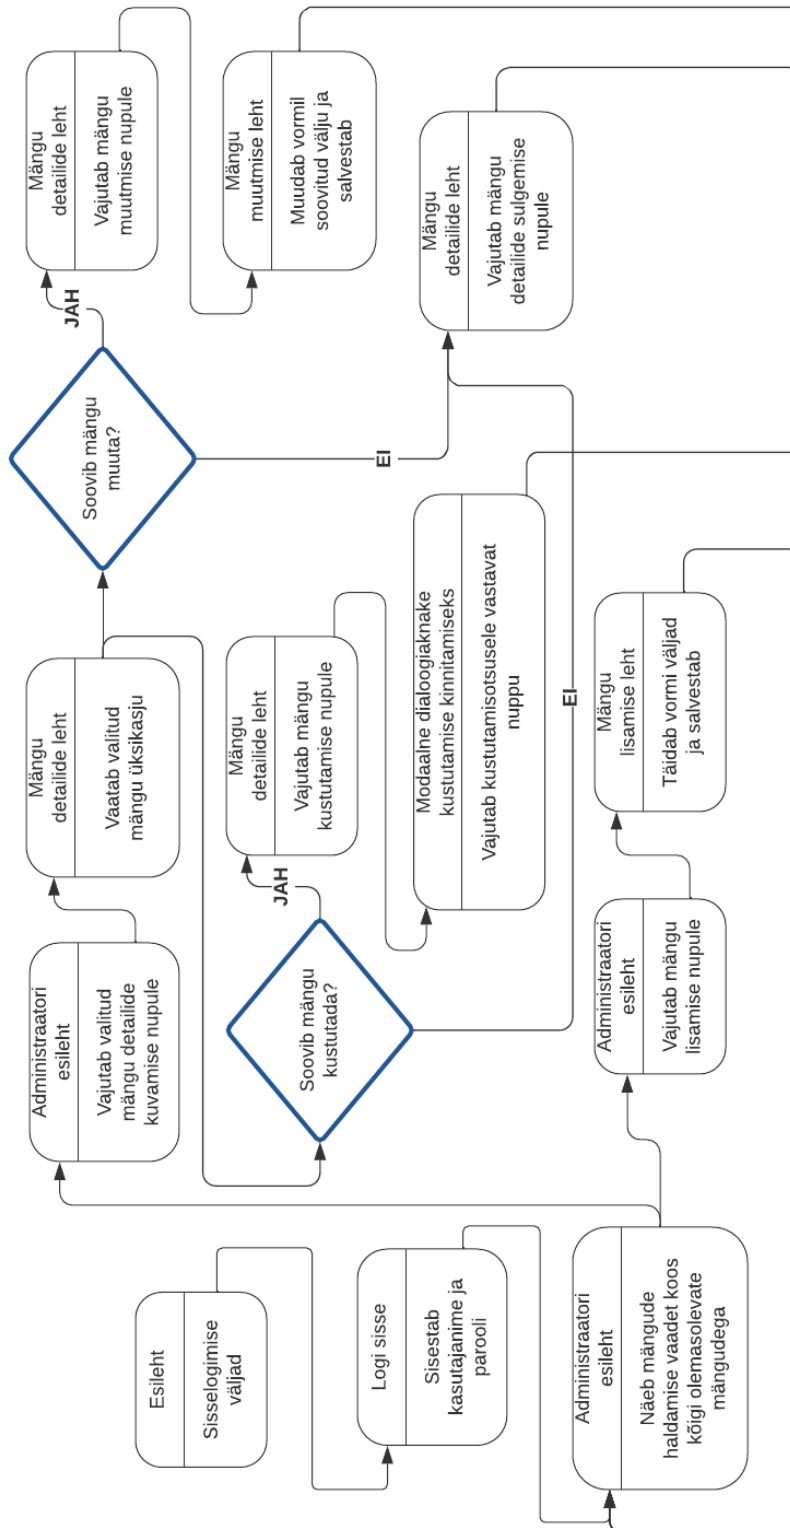 Esileht
Sisselogimise
väljad
Logi sisse
Sisestab
kasutajanime ja
parooli
Administraatori
esileht
Näeb mängude
haldamise vaadet koos
kõigi olemasolevate
mängudega
Administraatori
esileht
Vajutab valitud
mängu detailide
kuvamise nupule
Mängu
detailide leht
Vaatab valitud
mängu üksikasju
Soovib mängu
muuta?
JAH
Mängu
detailide leht
Vajutab mängu
muutmise nupule
Mängu
muutmise leht
Muudab vormil
soovitud välju ja
salvestab
EI
Mängu
detailide leht
Vajutab mängu
detailide sulgemise
nupule
Soovib mängu
kustutada?
JAH
Mängu
detailide leht
Vajutab mängu
kustutamise nupule
Modaalne dialoogiaknake
kustutamise kinnitamiseks
Vajutab kustutamisotsusele vastavat
nuppu
EI
Administraatori
esileht
Vajutab mängu
lisamise nupule
Mängu
lisamise leht
Täidab vormi väljad
ja salvestab